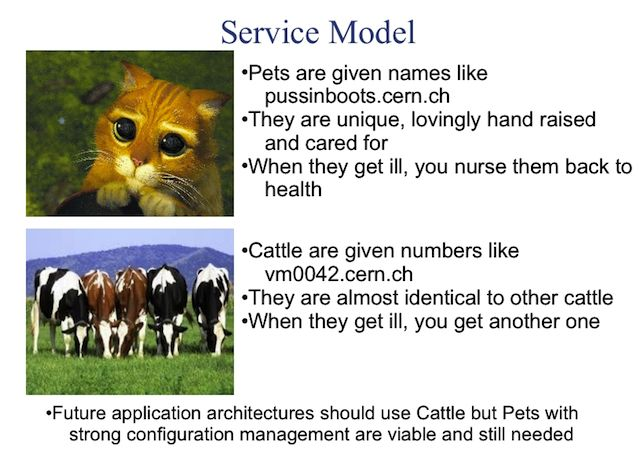 Service Model
•Pets are given names like
pussinboots.cern.ch
•They are unique, lovingly hand raised
and cared for
•When they get ill, you nurse them back to
health
•Cattle are given numbers like
vm0042.cern.ch
•They are almost identical to other cattle
•When they get ill, you get another one
•Future application architectures should use Cattle but Pets with
strong configuration management are viable and still needed